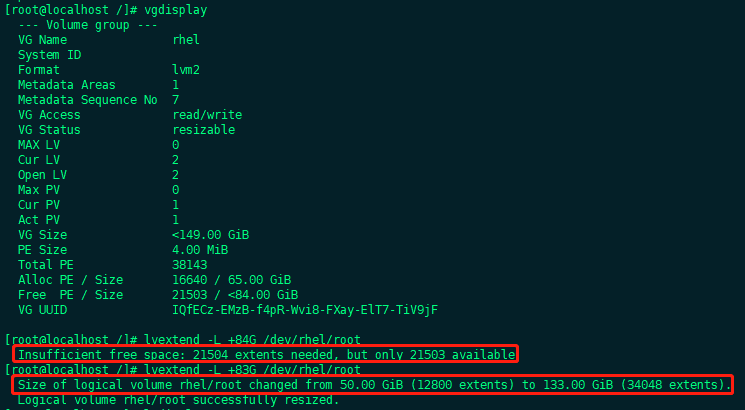 [root@localhost /]# vgdisplay
--- Volume group ---
VG Name rhel
System ID
Format lvm2
Metadata Areas 1
Metadata Sequence No 7
VG Access read/write
VG Status resizable
MAX LV 0
Cur LV 2
Open LV 2
Max PV 0
Cur PV 1
Act PV 1
VG Size <149.00 GiB
PE Size 4.00 MiB
Total PE 38143
Alloc PE / Size 16640 / 65.00 GiB
Free PE / Size 21503 / <84.00 GiB
VG UUID IQfECz-EMzB-f4pR-Wvi8-FXay-ElT7-TiV9jF
[root@localhost /]# lvextend -L +84G /dev/rhel/root
Insufficient free space: 21504 extents needed, but only 21503 available
[root@localhost /]# lvextend -L +83G /dev/rhel/root
Size of logical volume rhel/root changed from 50.00 GiB (12800 extents) to 133.00 GiB (34048 extents).
Logical volume rhel/root successfully resized.